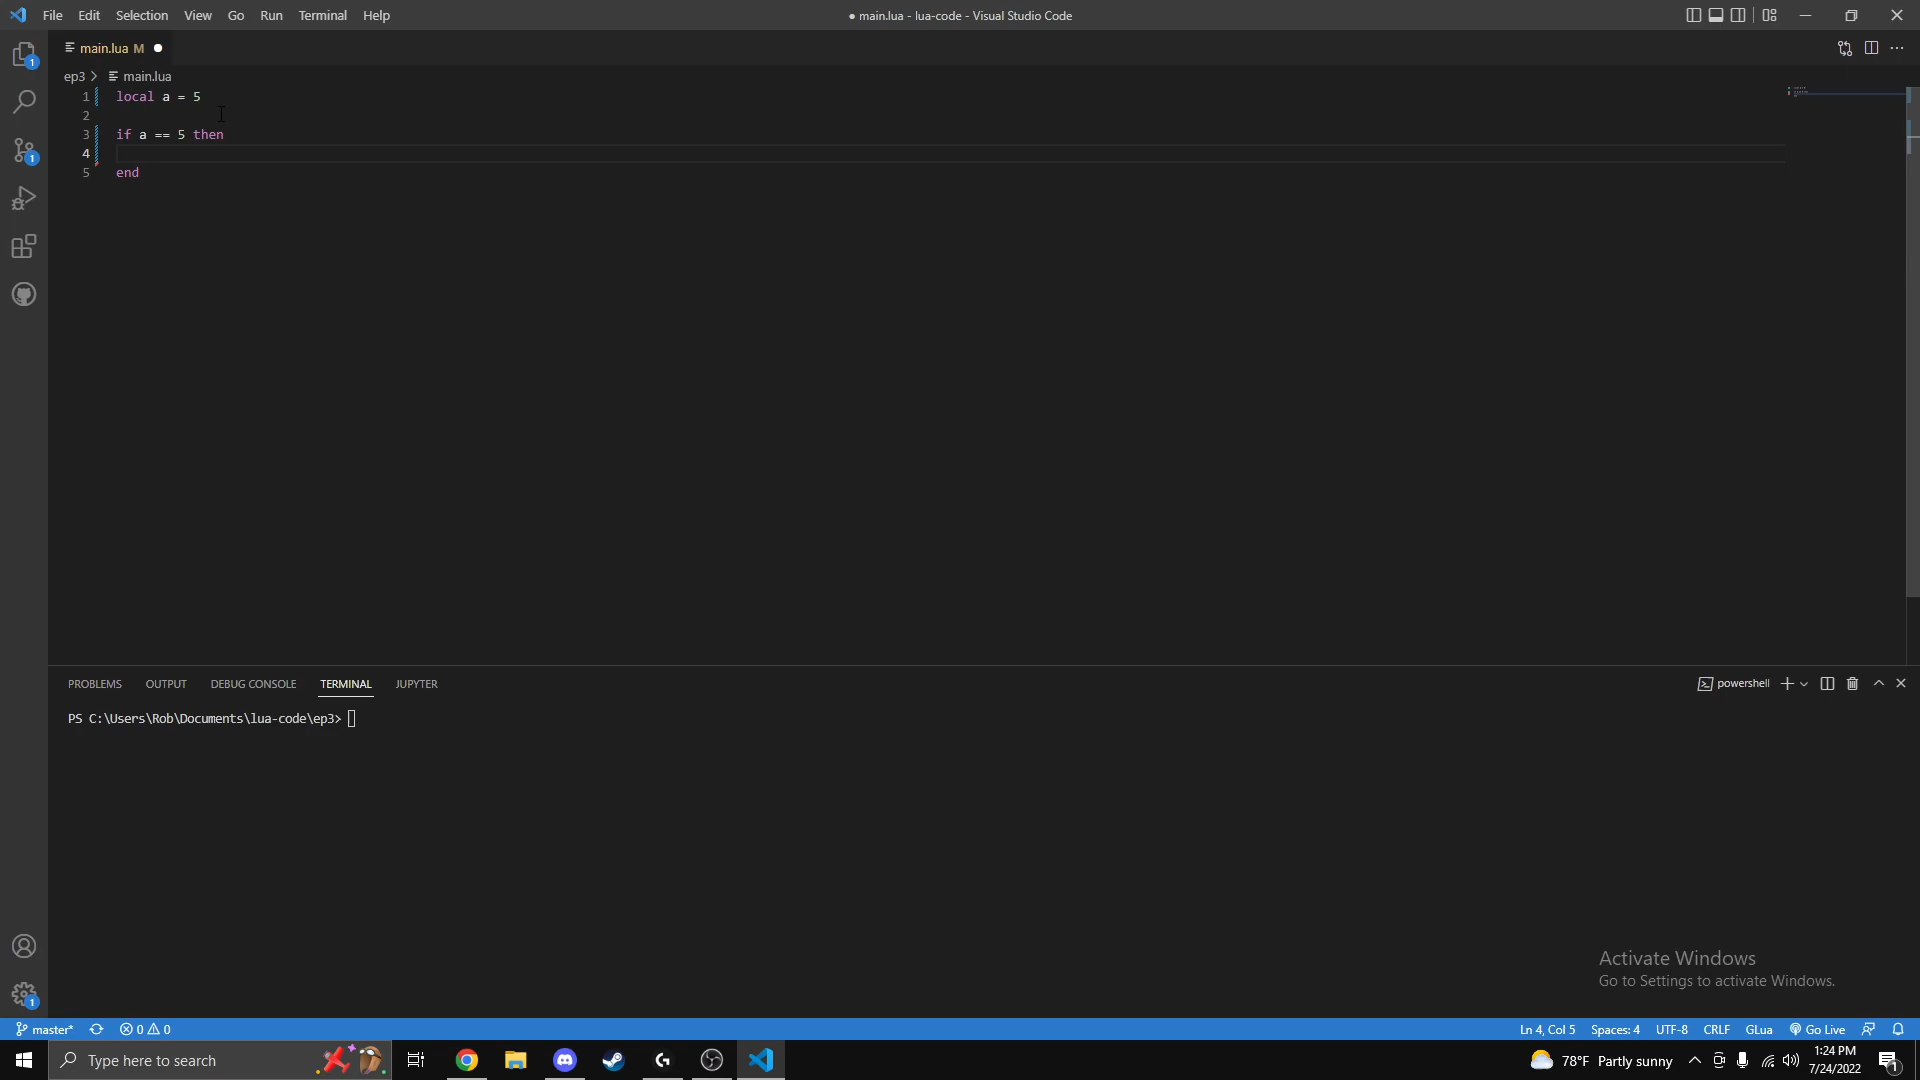 File Edit Selection View Go Run Terminal Help
● main.lua - lua-code - Visual Studio Code
main.lua M
ep3 > main.lua
1 local a = 5
2
3 if a == 5 then
4
5 end
PROBLEMS OUTPUT DEBUG CONSOLE TERMINAL JUPYTER
powershell
PS C:\Users\Rob\Documents\lua-code\ep3>
Activate Windows
Go to Settings to activate Windows.
master* 0 0
Ln 4, Col 5 Spaces: 4 UTF-8 CRLF GLua Go Live
Type here to search
78°F Partly sunny
1:24 PM
7/24/2022
1
1
1
1